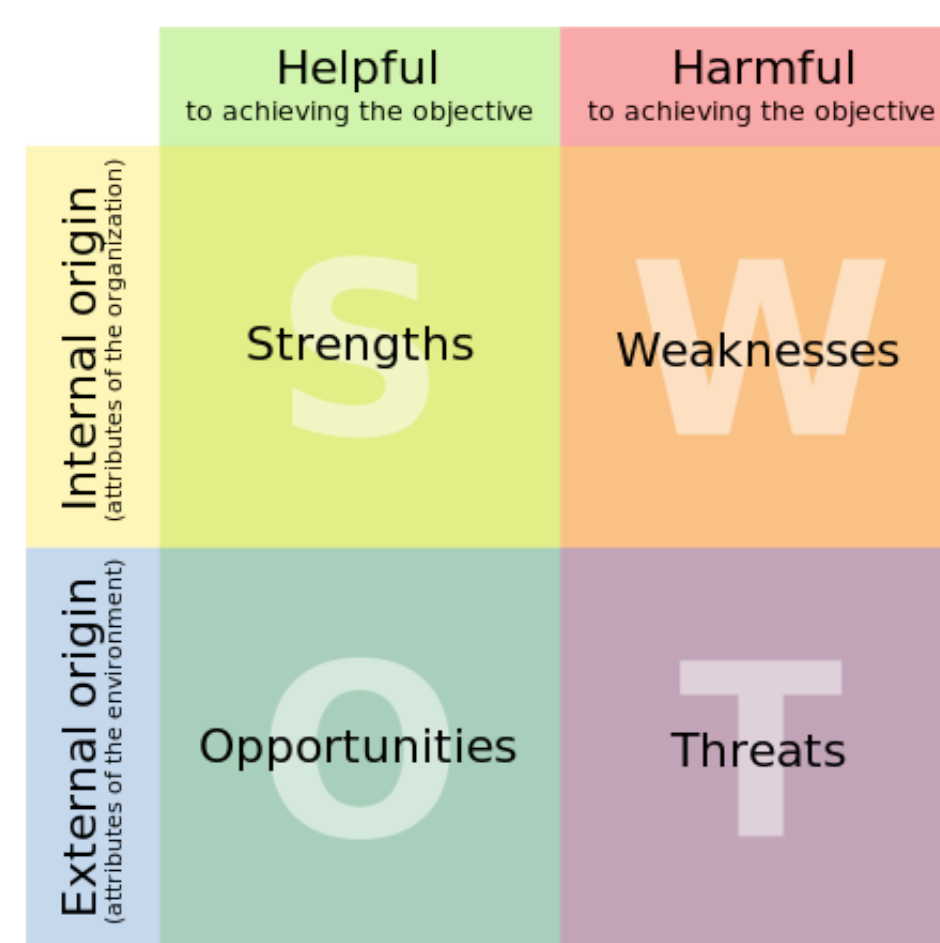 Helpful
to achieving the objective
Harmful
to achieving the objective
Internal origin
(attributes of the organization)
S
Strengths
W
Weaknesses
External origin
(attributes of the environment)
O
Opportunities
T
Threats